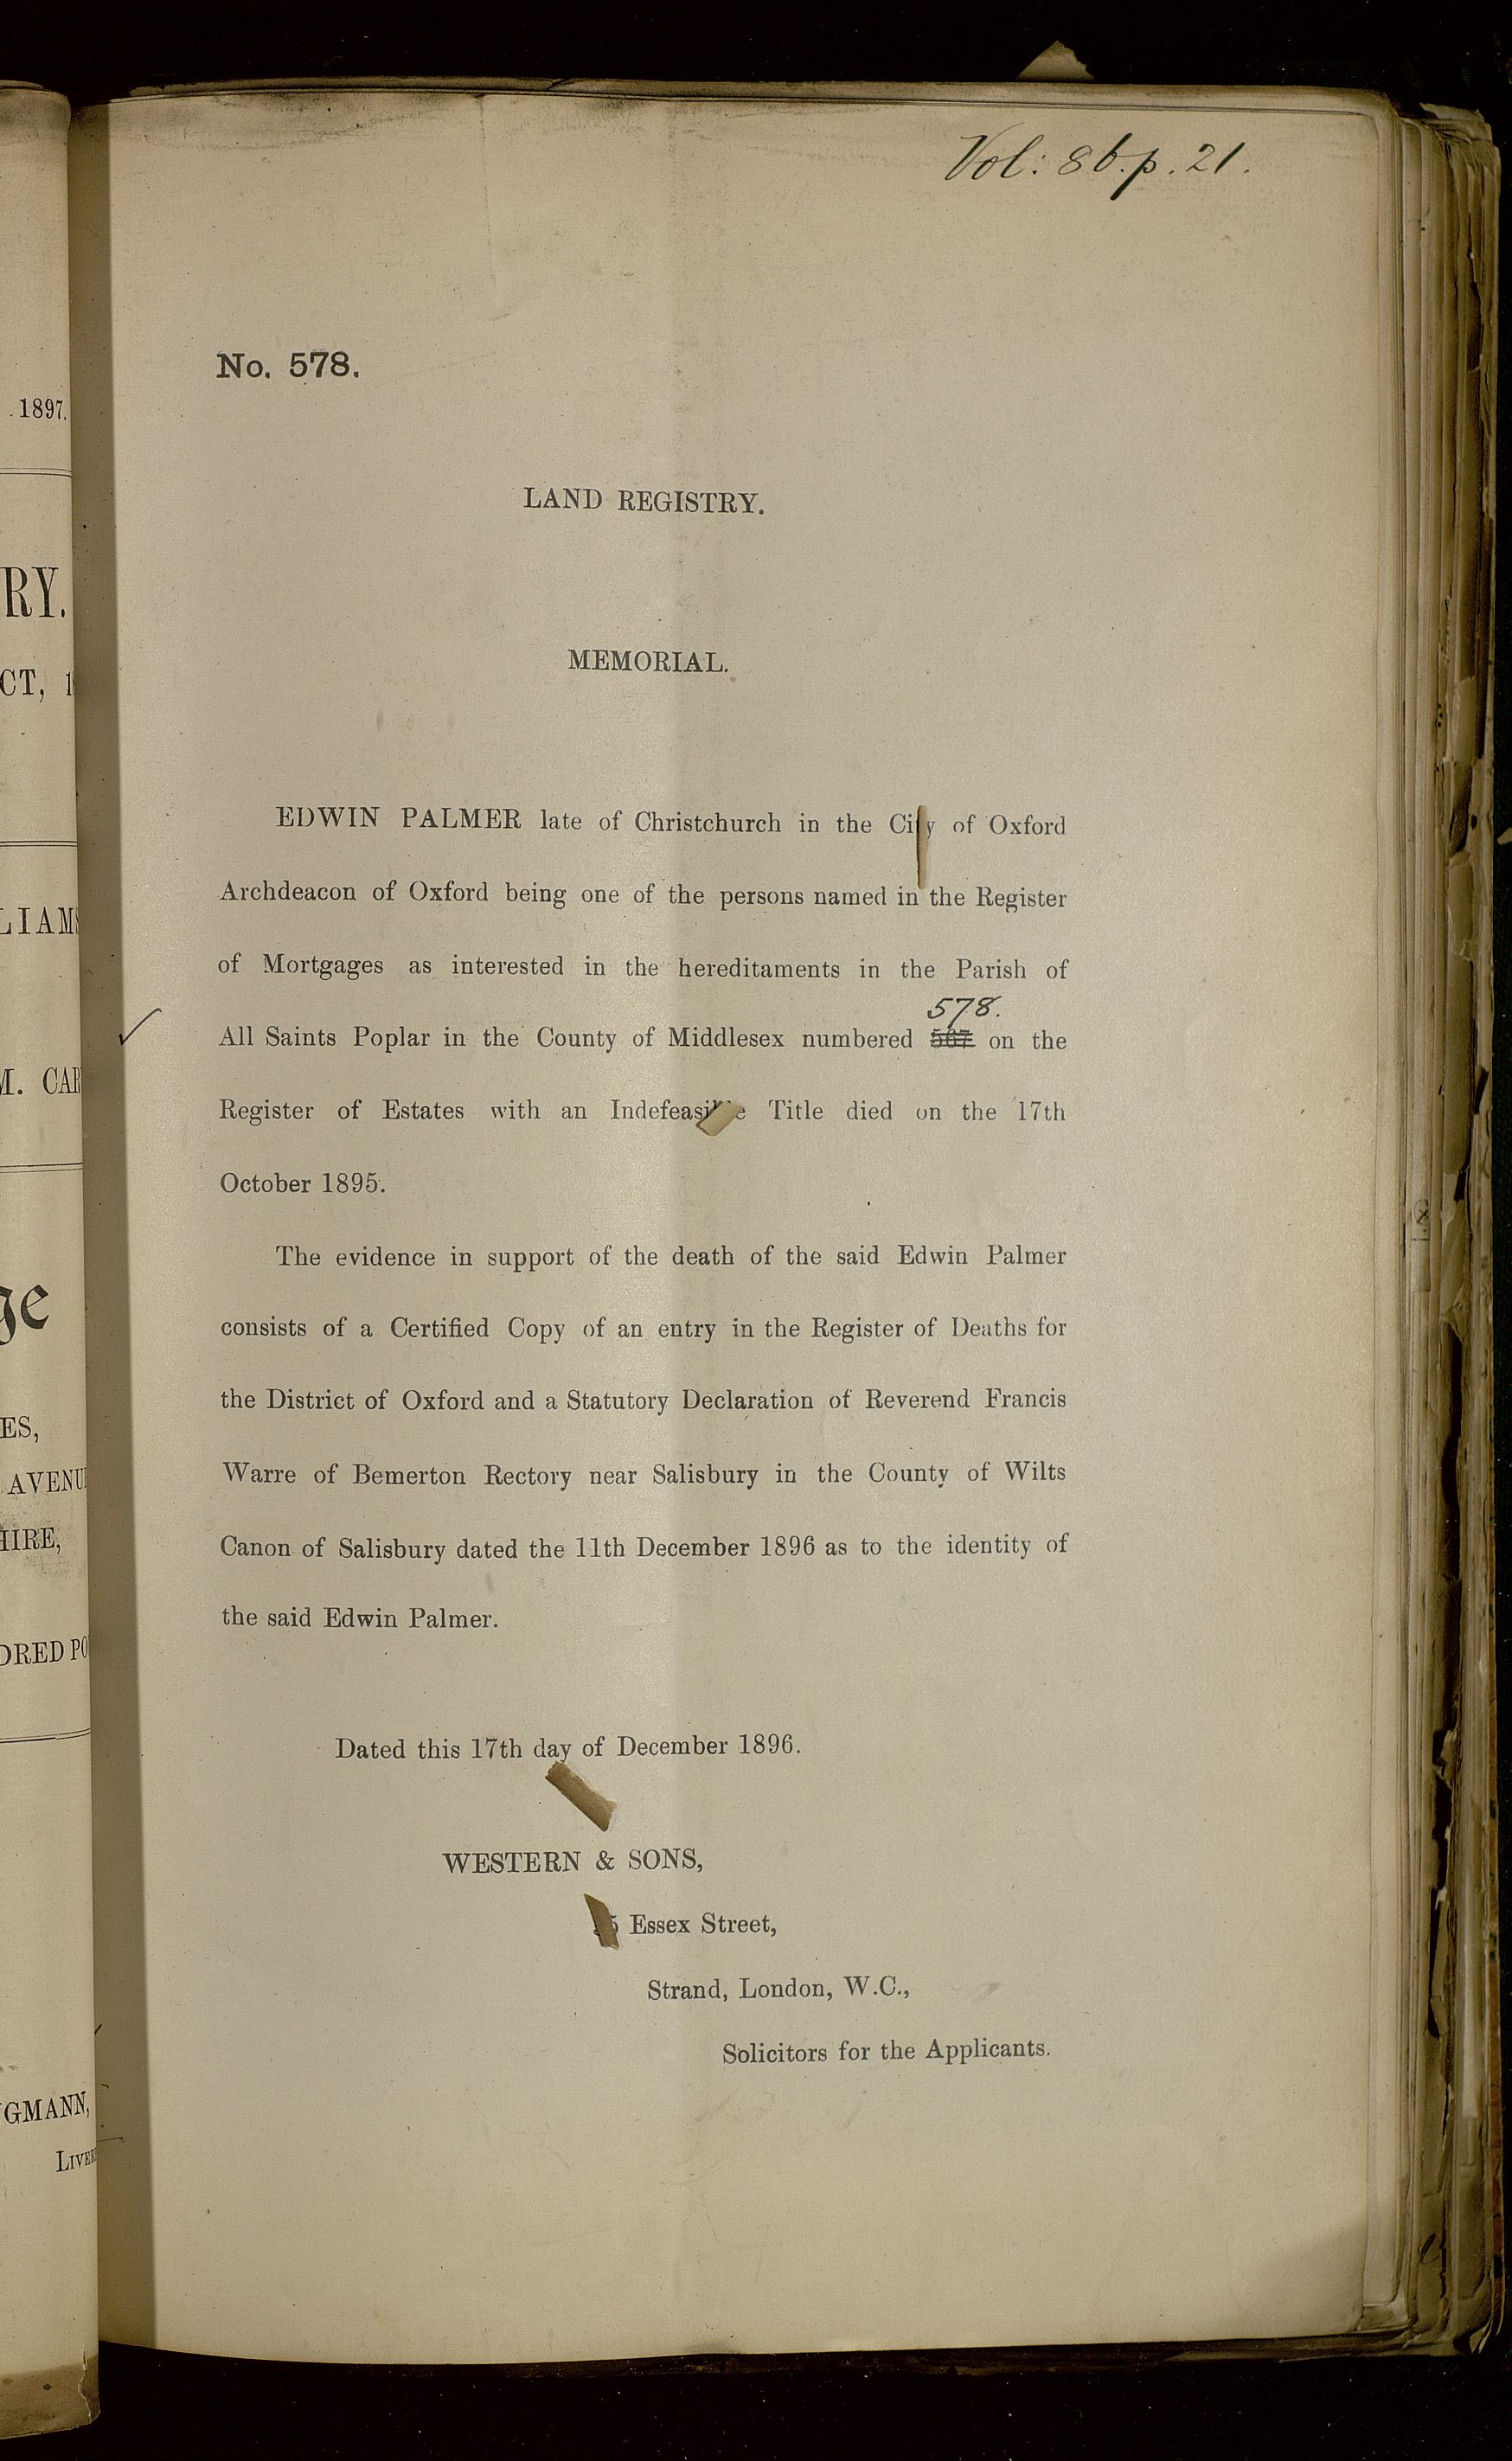 Vol: 8b.p.21.
No. 578.
LAND REGISTRY.
MEMORIAL.
EDWIN PALMER late of Christchurch in the City of Oxford
Archdeacon of Oxford being one of the persons named in the Register
of Mortgages as interested in the hereditaments in the Parish of
578.
All Saints Poplar in the County of Middlesex numbered 567 on the
Register of Estates with an Indefeasible Title died on the 17th
October 1895.
The evidence in support of the death of the said Edwin Palmer
consists of a Certified Copy of an entry in the Register of Deaths for
the District of Oxford and a Statutory Declaration of Reverend Francis
Warre of Bemerton Rectory near Salisbury in the County of Wilts
Canon of Salisbury dated the 11th December 1896 as to the identity of
the said Edwin Palmer.
Dated this 17th day of December 1896.
WESTERN & SONS,
Essex Street,
Strand, London, W.C.,
Solicitors for the Applicants.
1897.
RY.
CT, 1
LIAMS
M. CAR
ge
ES,
AVENU
HIRE,
DRED PO
GMANN,
LIVER